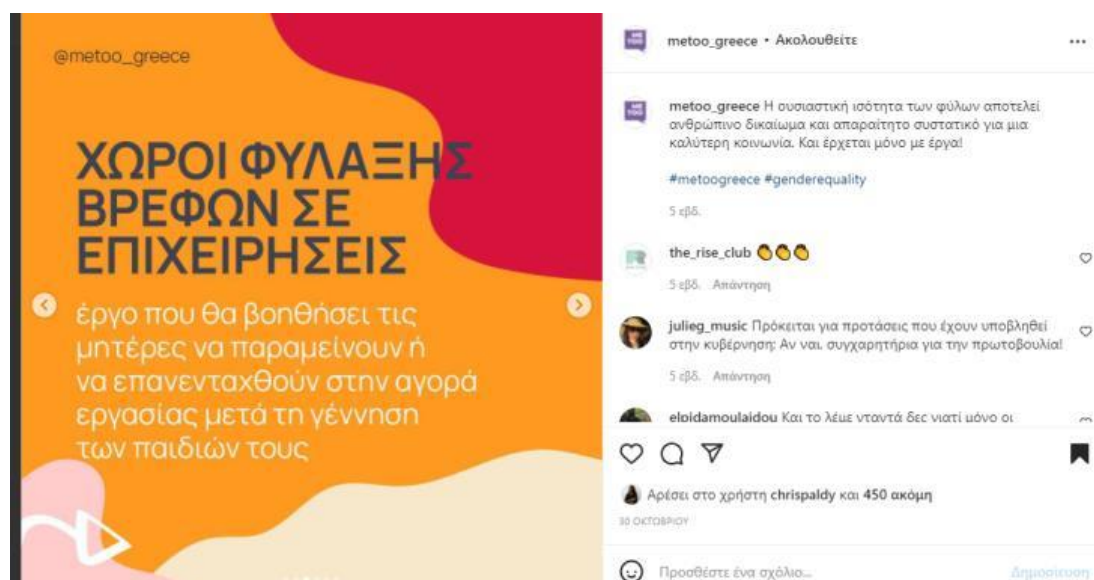 @metoo_greece
ΧΩΡΟΙ ΦΥΛΑΞΗΣ
ΒΡΕΦΩΝ ΣΕ
ΕΠΙΧΕΙΡΗΣΕΙΣ
έργο που θα βοηθήσει τις
μητέρες να παραμείνουν ή
να επανενταχθούν στην αγορά
εργασίας μετά τη γέννηση
των παιδιών τους
metoo_greece • Ακολουθείτε
metoo_greece Η ουσιαστική ισότητα των φύλων αποτελεί
ανθρώπινο δικαίωμα και απαραίτητο συστατικό για μια
καλύτερη κοινωνία. Και έρχεται μόνο με έργα!
#metoogreece #genderequality
5 εβδ.
the_rise_club 👏👏👏
5 εβδ. Απάντηση
julieg_music Πρόκειται για προτάσεις που έχουν υποβληθεί
στην κυβέρνηση; Αν ναι, συγχαρητήρια για την πρωτοβουλία!
5 εβδ. Απάντηση
elpidamoulaidou Και το λέμε νταντά δες γιατί μόνο οι
Αρέσει στο χρήστη chrispaldy και 450 ακόμη
30 ΟΚΤΩΒΡΙΟΥ
Προσθέστε ένα σχόλιο...
Δημοσίευση